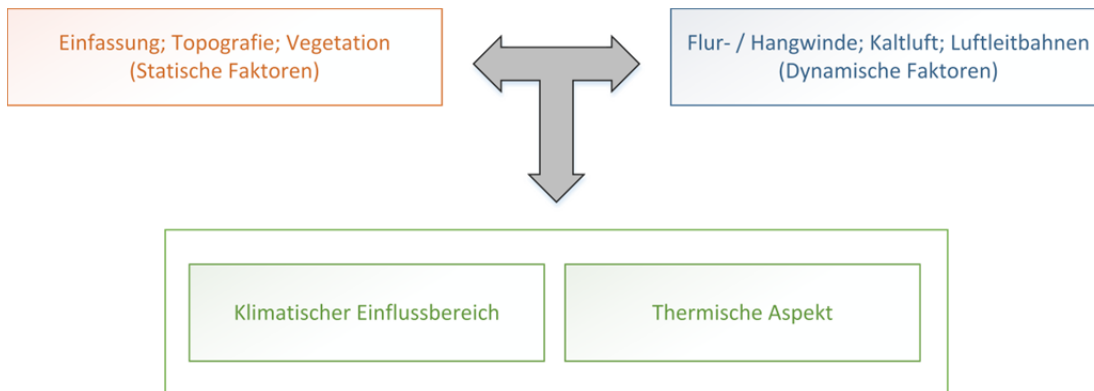 Einfassung; Topografie; Vegetation
(Statische Faktoren)
Flur- / Hangwinde; Kaltluft; Luftleitbahnen
(Dynamische Faktoren)
Klimatischer Einflussbereich
Thermische Aspekt